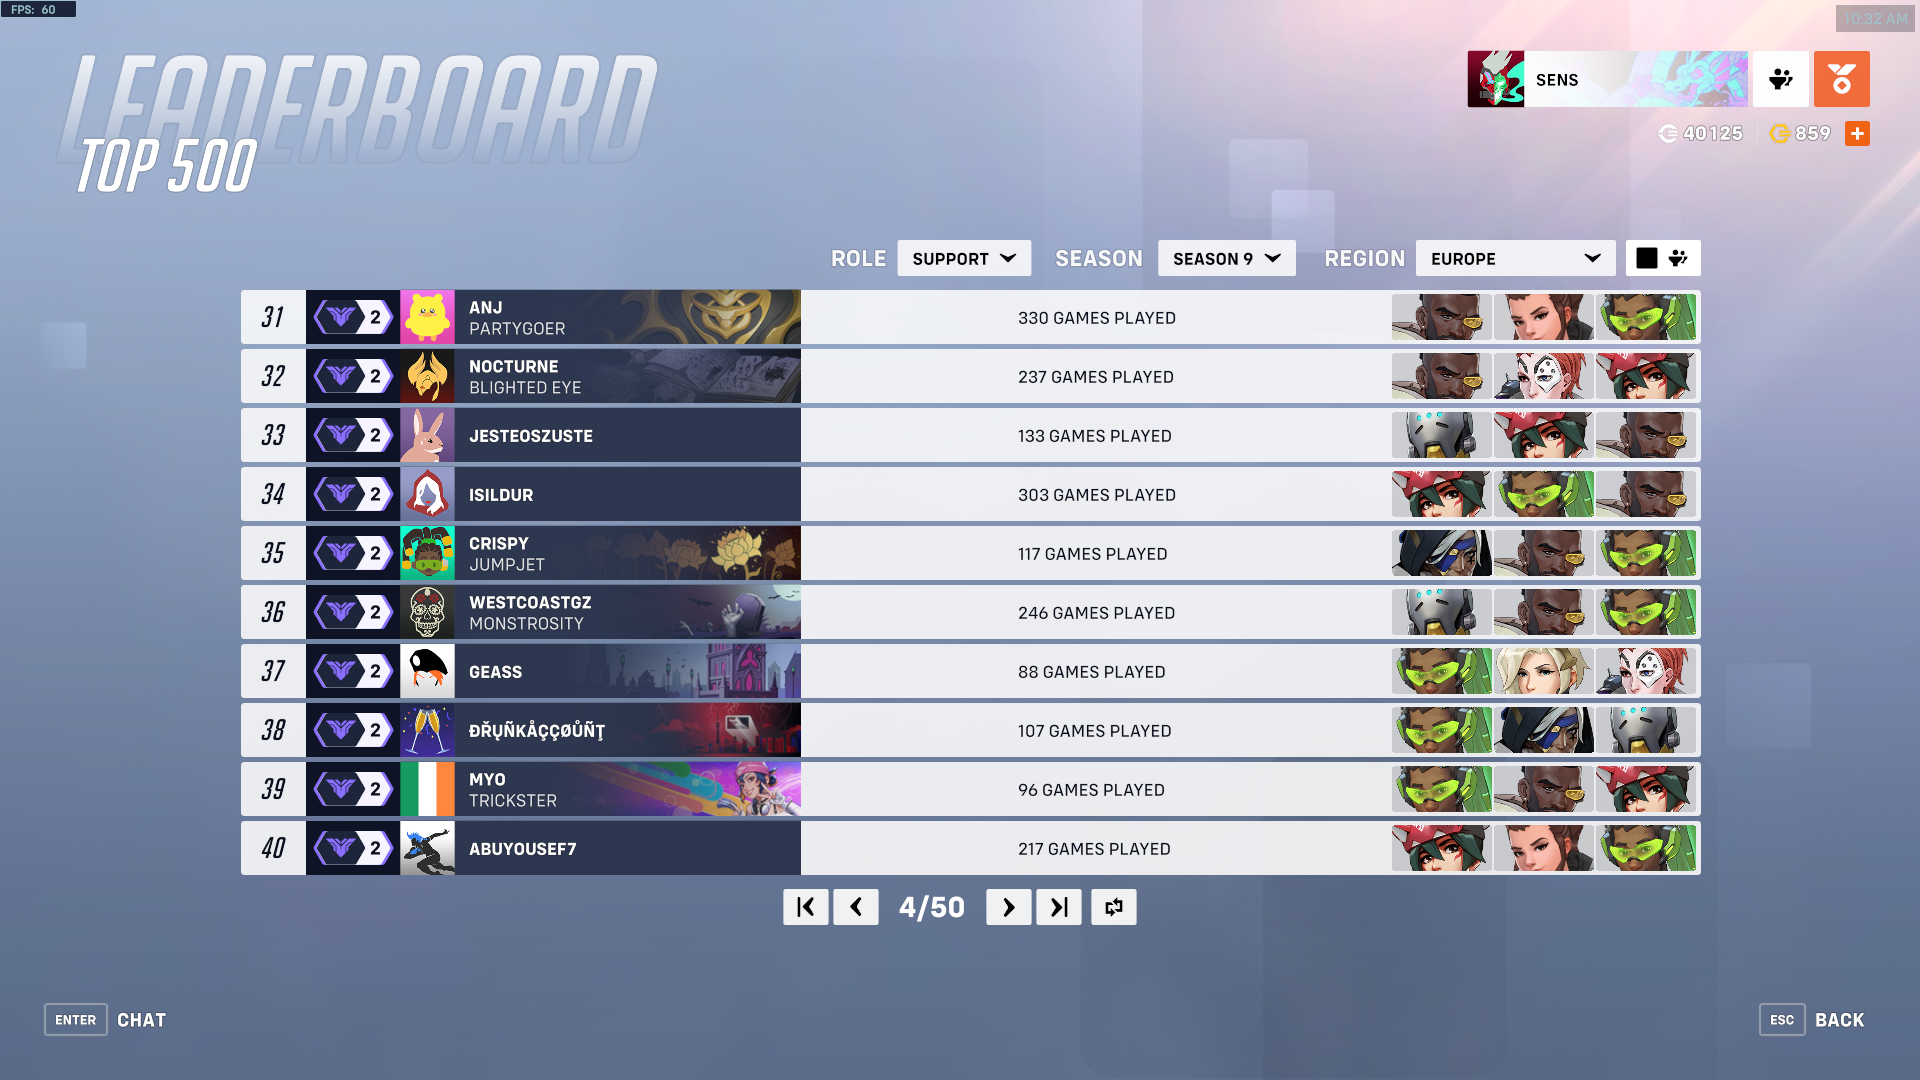 FPS: 60
10:32 AM
LEADERBOARD
TOP 500
SENS
40125
859
ROLE SUPPORT SEASON SEASON 9 REGION EUROPE
31 2 ANJ PARTYGOER 330 GAMES PLAYED
32 2 NOCTURNE BLIGHTED EYE 237 GAMES PLAYED
33 2 JESTEOSZUSTE 133 GAMES PLAYED
34 2 ISILDUR 303 GAMES PLAYED
35 2 CRISPY JUMPJET 117 GAMES PLAYED
36 2 WESTCOASTGZ MONSTROSITY 246 GAMES PLAYED
37 2 GEASS 88 GAMES PLAYED
38 2 ĐŘŲÑKÅÇÇØŮÑŢ 107 GAMES PLAYED
39 2 MYO TRICKSTER 96 GAMES PLAYED
40 2 ABUYOUSEF7 217 GAMES PLAYED
4/50
ENTER CHAT
ESC BACK